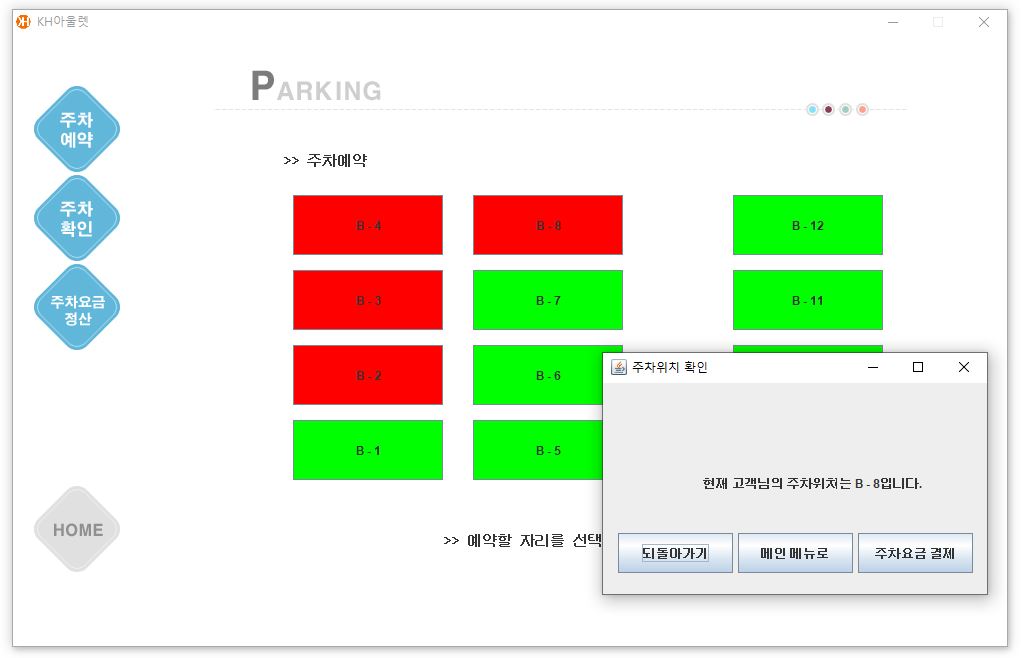 KH아울렛
PARKING
주차
예약
주차
확인
주차요금
정산
HOME
>> 주차예약
B - 4
B - 8
B - 12
B - 3
B - 7
B - 11
B - 2
B - 6
B - 1
B - 5
>> 예약할 자리를 선택
주차위치 확인
현재 고객님의 주차위치는 B - 8입니다.
되돌아가기
메인 메뉴로
주차요금 결제